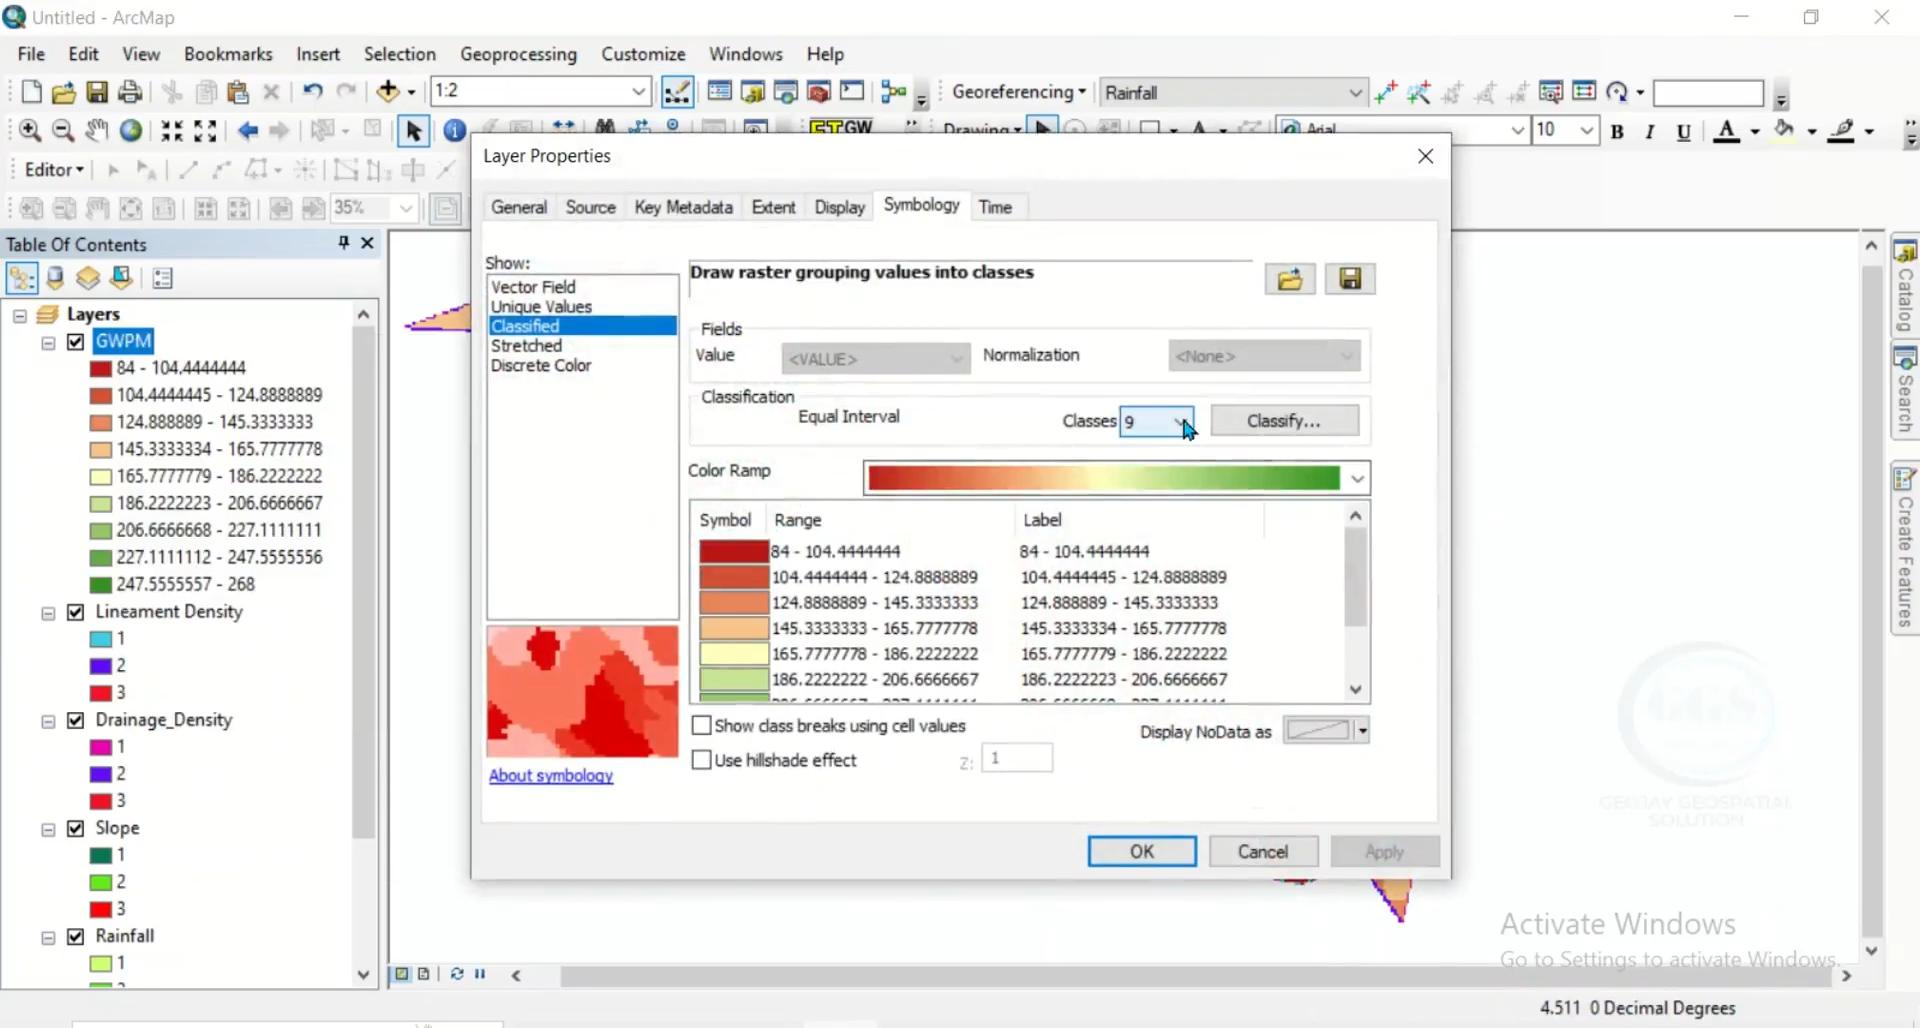 Untitled - ArcMap
File Edit View Bookmarks Insert Selection Geoprocessing Customize Windows Help
1:2 Georeferencing Rainfall
Drawing Arial 10 B I U A
Editor
35%
Table Of Contents
Layers
GWPM
84 - 104.4444444
104.4444445 - 124.8888889
124.888889 - 145.3333333
145.3333334 - 165.7777778
165.7777779 - 186.2222222
186.2222223 - 206.6666667
206.6666668 - 227.1111111
227.1111112 - 247.5555556
247.5555557 - 268
Lineament Density
1
2
3
Drainage_Density
1
2
3
Slope
1
2
3
Rainfall
1
Layer Properties
General Source Key Metadata Extent Display Symbology Time
Show:
Vector Field
Unique Values
Classified
Stretched
Discrete Color
About symbology
Draw raster grouping values into classes
Fields
Value <VALUE> Normalization <None>
Classification
Equal Interval Classes 9 Classify...
Color Ramp
Symbol Range Label
84 - 104.4444444 84 - 104.4444444
104.4444444 - 124.8888889 104.4444445 - 124.8888889
124.8888889 - 145.3333333 124.888889 - 145.3333333
145.3333333 - 165.7777778 145.3333334 - 165.7777778
165.7777778 - 186.2222222 165.7777779 - 186.2222222
186.2222222 - 206.6666667 186.2222223 - 206.6666667
Show class breaks using cell values Display NoData as
Use hillshade effect Z: 1
OK Cancel Apply
Catalog
Search
Create Features
GGS
GEOJAY GEOSPATIAL
SOLUTION
Activate Windows
Go to Settings to activate Windows.
4.511 0 Decimal Degrees